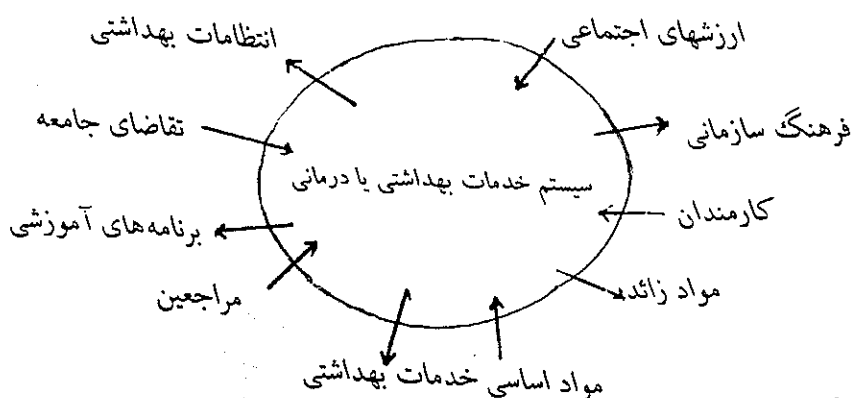 ارزشهای اجتماعی
انتظامات بهداشتی
فرهنگ سازمانی
تقاضای جامعه
سیستم خدمات بهداشتی یا درمانی
کارمندان
برنامه‌های آموزشی
مواد زائد
مراجعین
مواد اساسی
خدمات بهداشتی